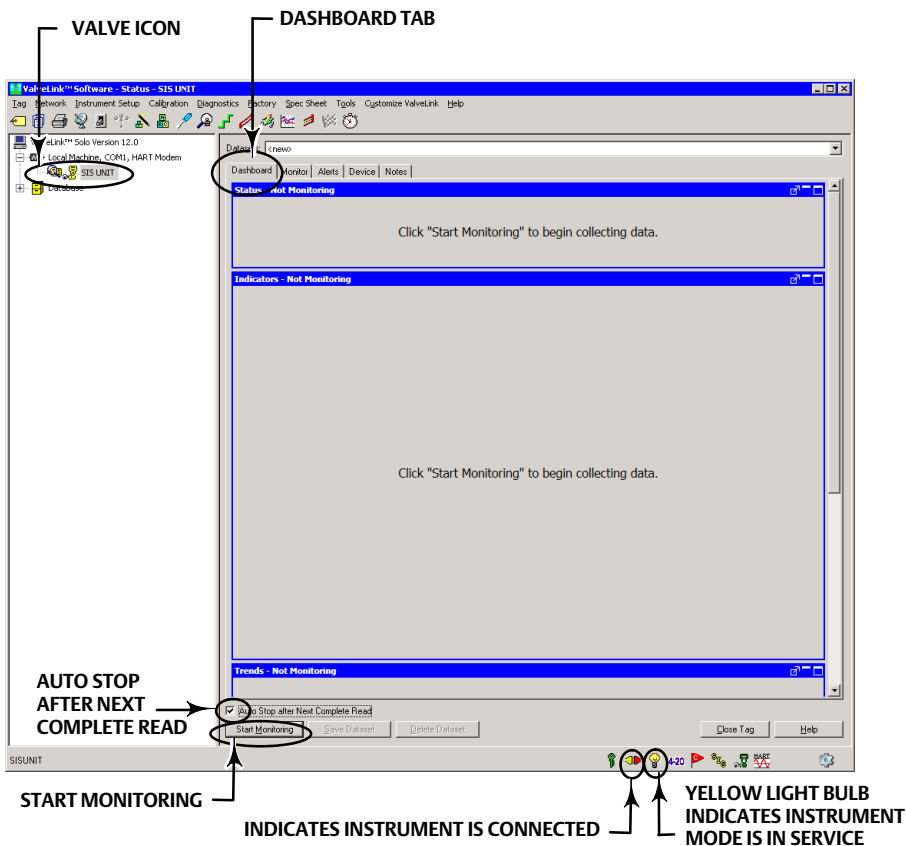 VALVE ICON
DASHBOARD TAB
ValveLink™ Software - Status - SIS UNIT
Tag Network Instrument Setup Calibration Diagnostics Factory Spec Sheet Tools Customize ValveLink Help
eLink™ Solo Version 12.0
Local Machine, COM1, HART Modem
SIS UNIT
Database
Dataset: <new>
Dashboard Monitor Alerts Device Notes
Status - Not Monitoring
Click "Start Monitoring" to begin collecting data.
Indicators - Not Monitoring
Click "Start Monitoring" to begin collecting data.
Trends - Not Monitoring
AUTO STOP
AFTER NEXT
COMPLETE READ
Auto Stop after Next Complete Read
Start Monitoring Save Dataset Delete Dataset Close Tag Help
SISUNIT
4-20 HART
START MONITORING
INDICATES INSTRUMENT IS CONNECTED
YELLOW LIGHT BULB
INDICATES INSTRUMENT
MODE IS IN SERVICE